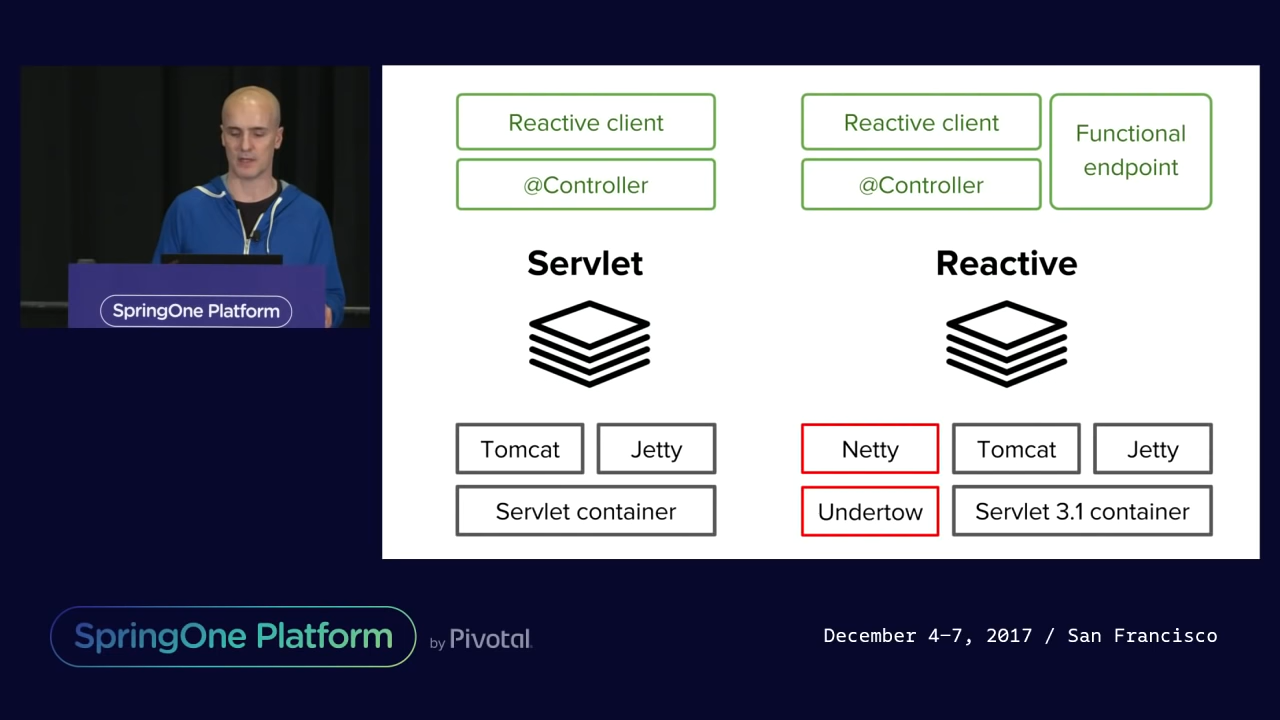 SpringOne Platform
Reactive client
@Controller
Servlet
Tomcat
Jetty
Servlet container
Reactive client
@Controller
Functional
endpoint
Reactive
Netty
Tomcat
Jetty
Undertow
Servlet 3.1 container
SpringOne Platform
by Pivotal.
December 4–7, 2017 / San Francisco